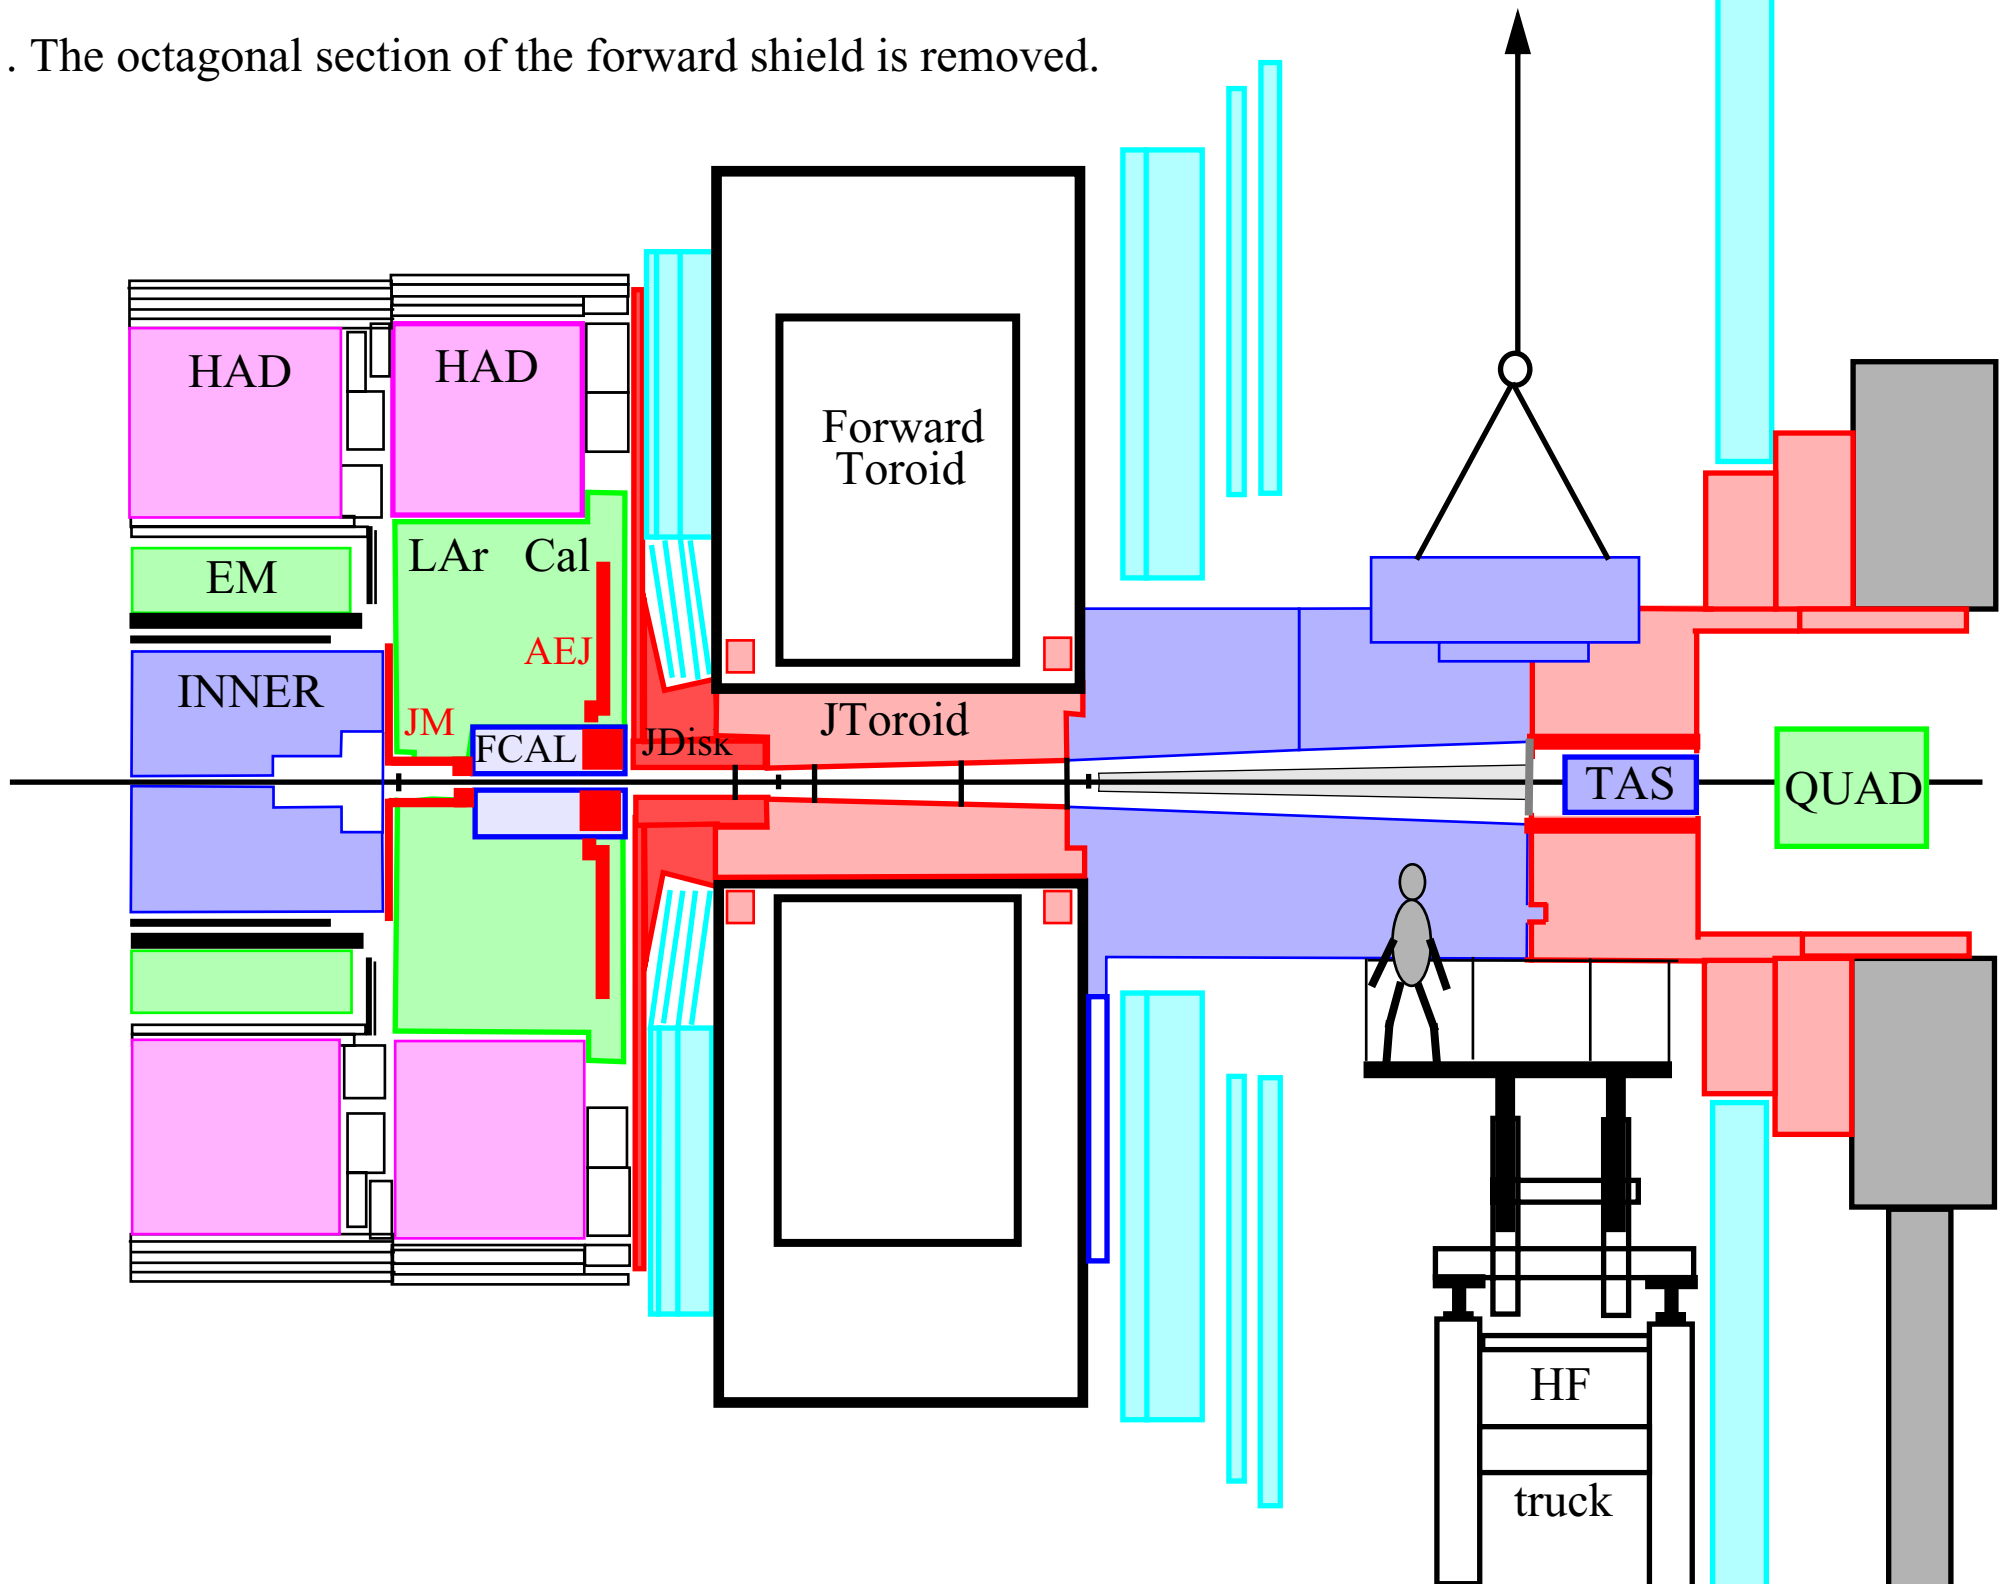 . The octagonal section of the forward shield is removed.
HAD
HAD
Forward
Toroid
LAr Cal
EM
AEJ
INNER
JM
JToroid
FCAL
JDisk
TAS
QUAD
HF
truck